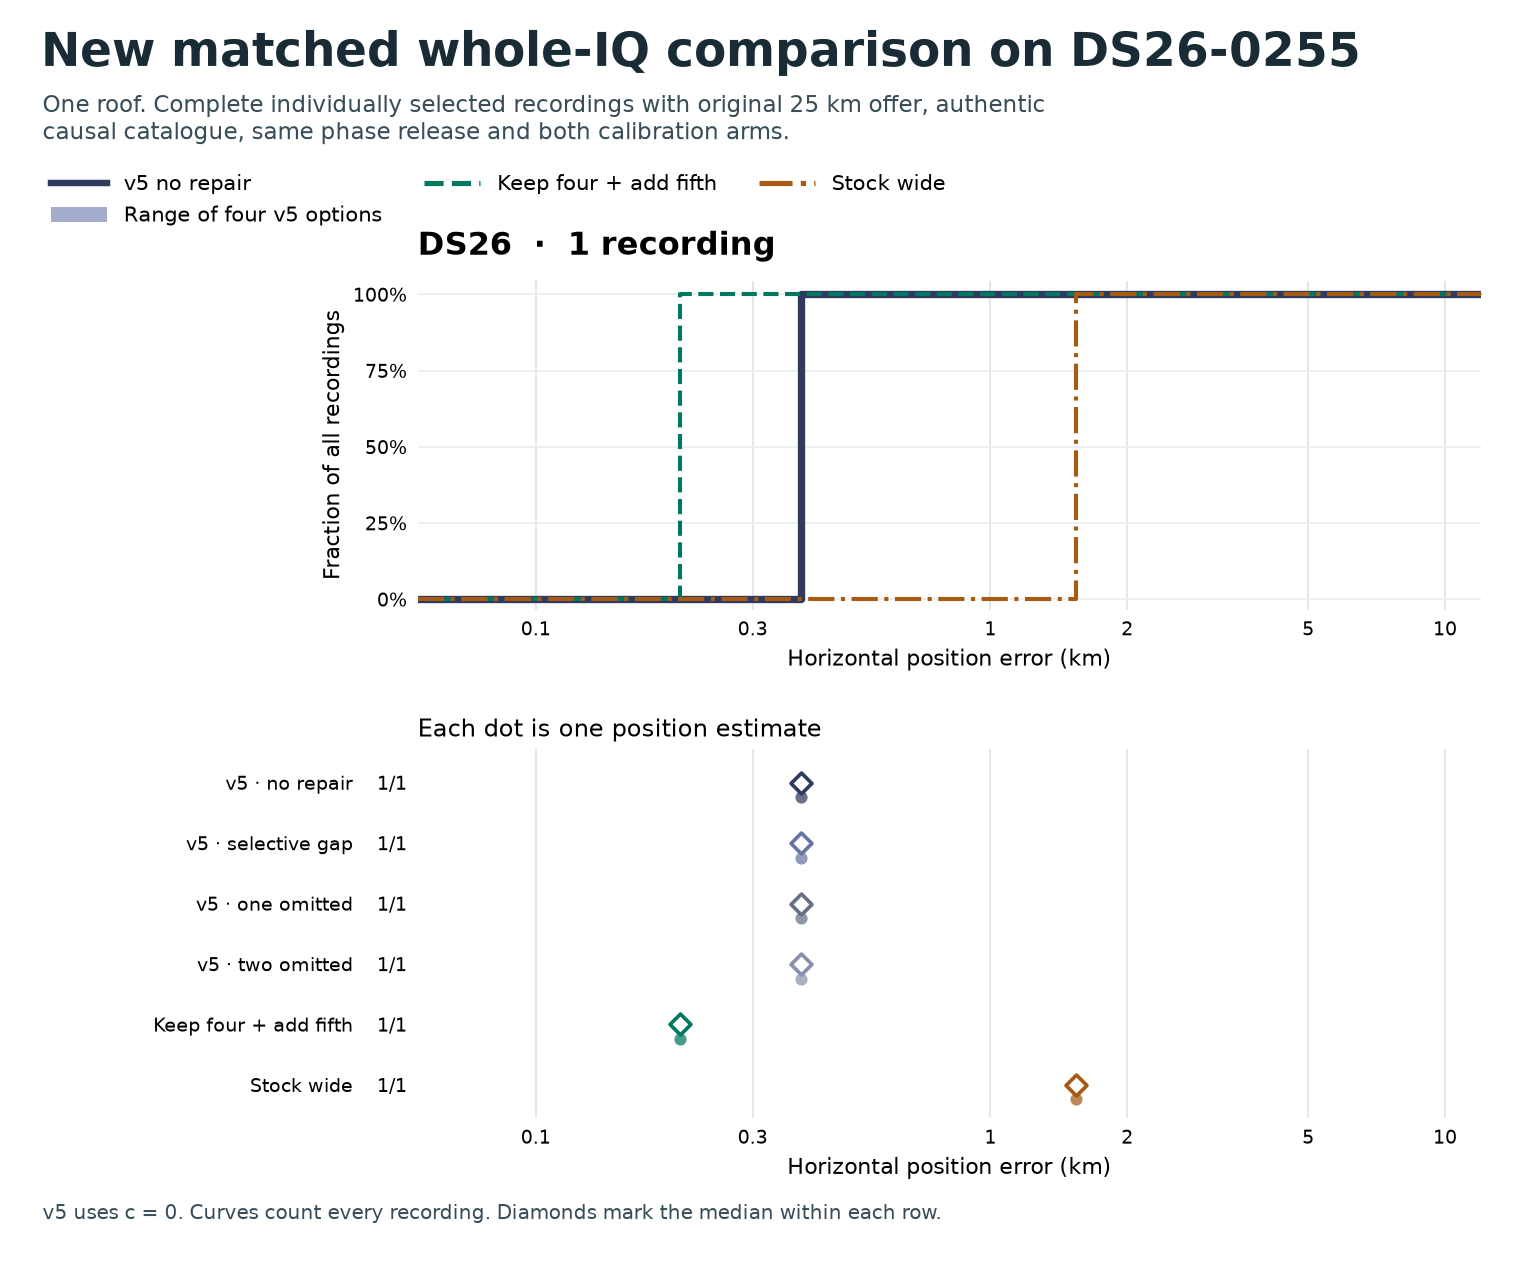 New matched whole-IQ comparison on DS26-0255
One roof. Complete individually selected recordings with original 25 km offer, authentic
causal catalogue, same phase release and both calibration arms.
v5 no repair
Keep four + add fifth
Stock wide
Range of four v5 options
DS26 · 1 recording
Fraction of all recordings
100%
75%
50%
25%
0%
0.1 0.3 1 2 5 10
Horizontal position error (km)
Each dot is one position estimate
v5 · no repair 1/1
v5 · selective gap 1/1
v5 · one omitted 1/1
v5 · two omitted 1/1
Keep four + add fifth 1/1
Stock wide 1/1
0.1 0.3 1 2 5 10
Horizontal position error (km)
v5 uses c = 0. Curves count every recording. Diamonds mark the median within each row.